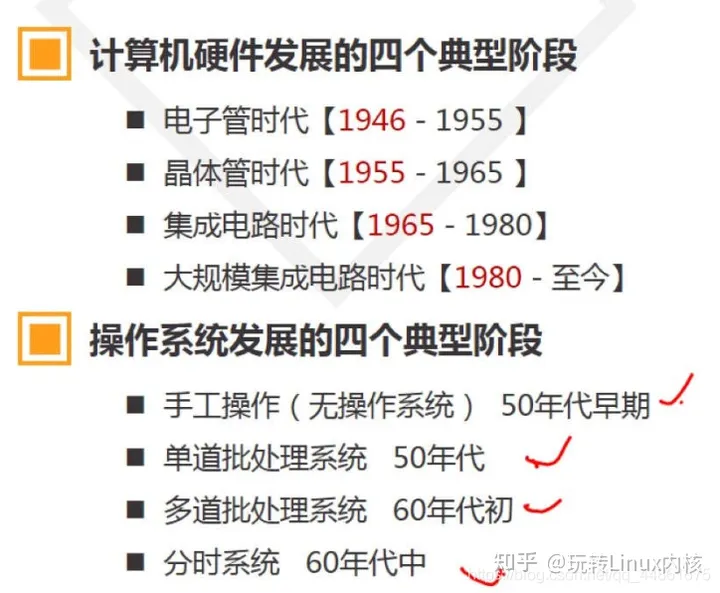 计算机硬件发展的四个典型阶段
■ 电子管时代【1946 - 1955 】
■ 晶体管时代【1955 - 1965 】
■ 集成电路时代【1965 - 1980】
■ 大规模集成电路时代【1980 - 至今】
操作系统发展的四个典型阶段
■ 手工操作（无操作系统） 50年代早期
■ 单道批处理系统 50年代
■ 多道批处理系统 60年代初
■ 分时系统 60年代中
知乎 @玩转Linux内核